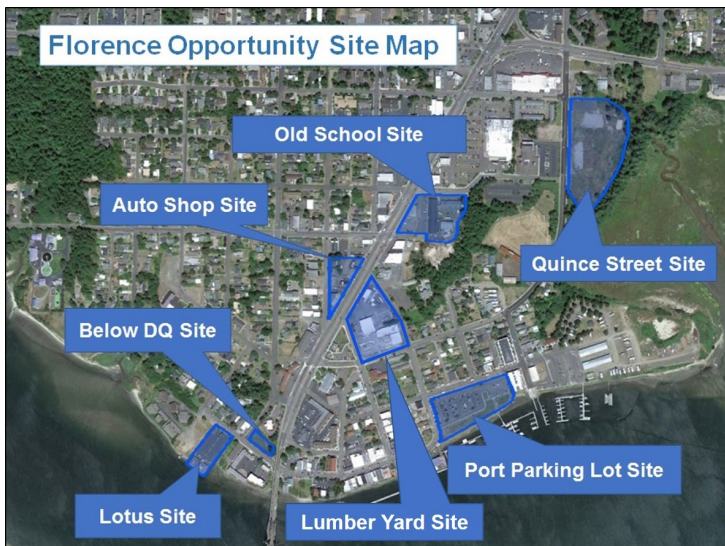 Florence Opportunity Site Map
Old School Site
Auto Shop Site
Quince Street Site
Below DQ Site
Port Parking Lot Site
Lotus Site
Lumber Yard Site